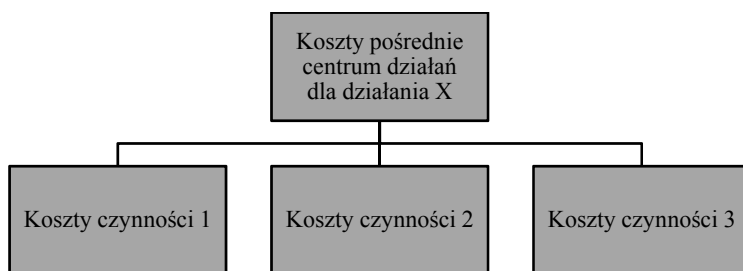 Koszty pośrednie
centrum działań
dla działania X
Koszty czynności 1
Koszty czynności 2
Koszty czynności 3